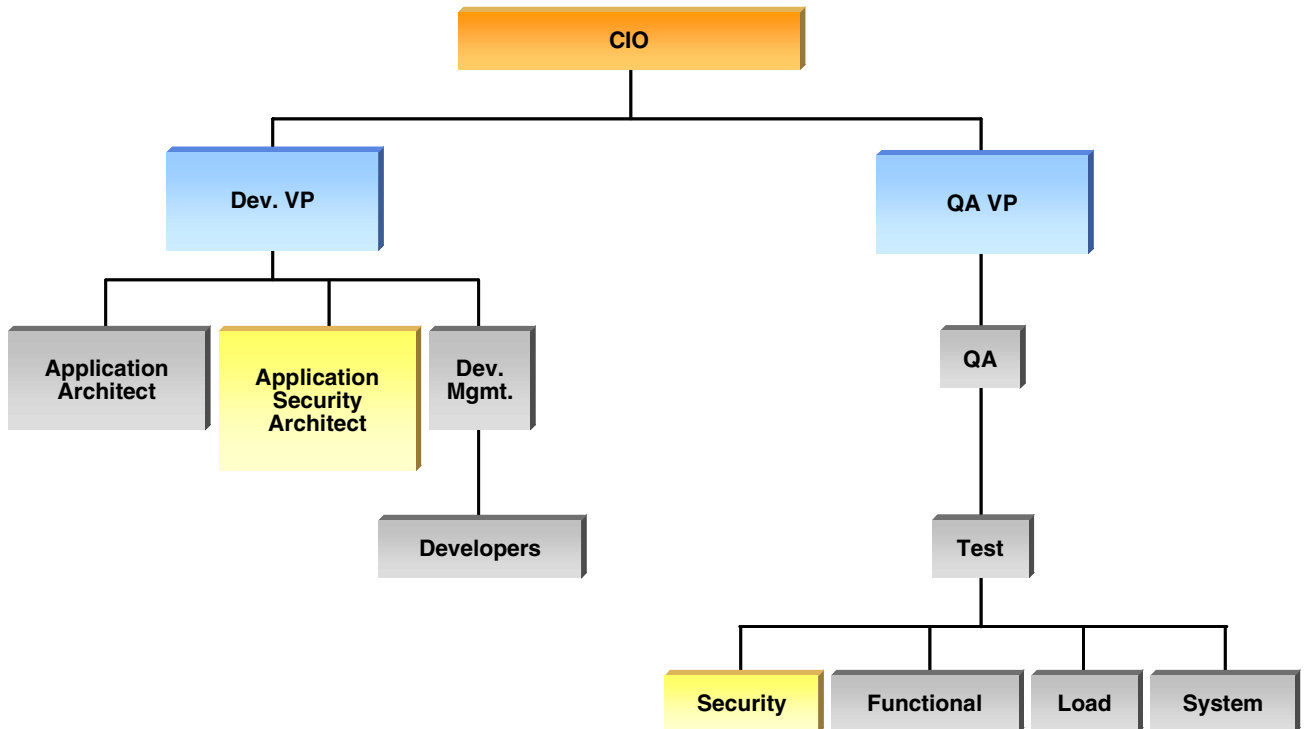 CIO
Dev. VP
QA VP
Application
Architect
Application
Security
Architect
Dev.
Mgmt.
QA
Developers
Test
Security
Functional
Load
System